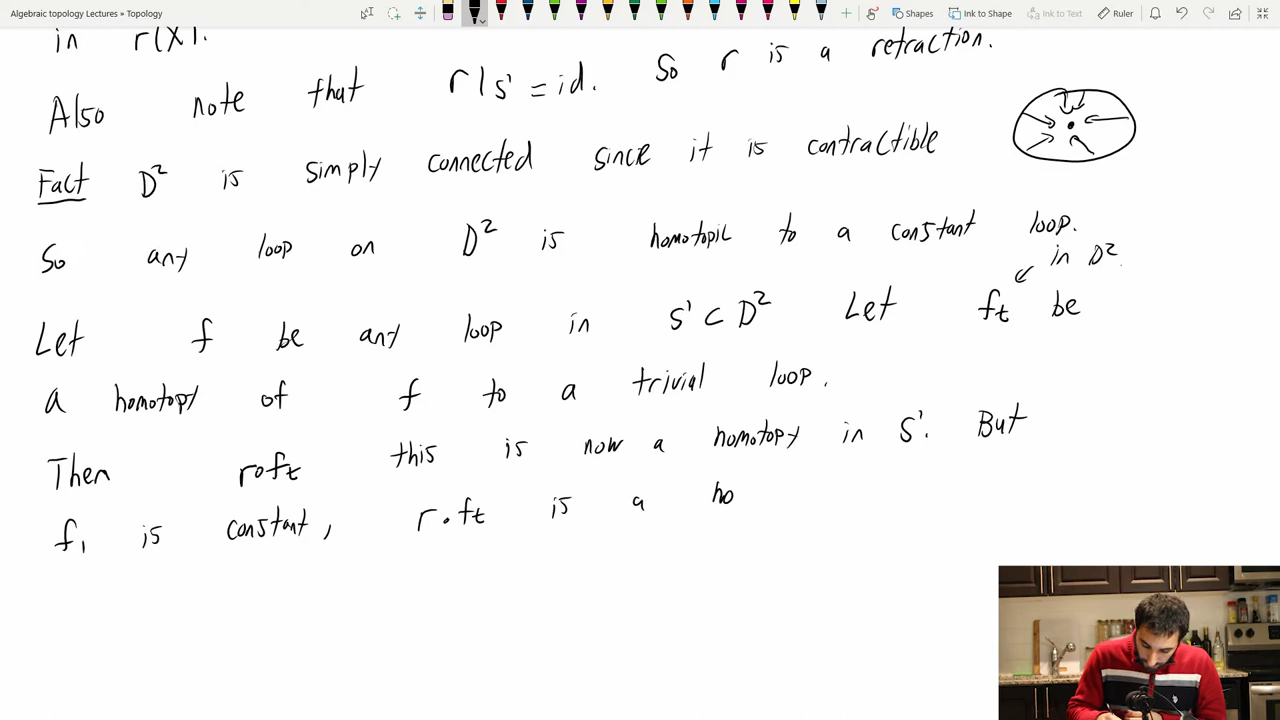 Algebraic topology Lectures » Topology
Shapes Ink to Shape Ink to Text Ruler
in r(X).
Also note that r|s¹ = id. So r is a retraction.
Fact D² is simply connected since it is contractible
So any loop on D² is homotopic to a constant loop.
in D².
Let f be any loop in S¹ ⊂ D² Let ft be
a homotopy of f to a trivial loop.
Then roft this is now a homotopy in S¹. But
f₁ is constant, r∘ft is a ho